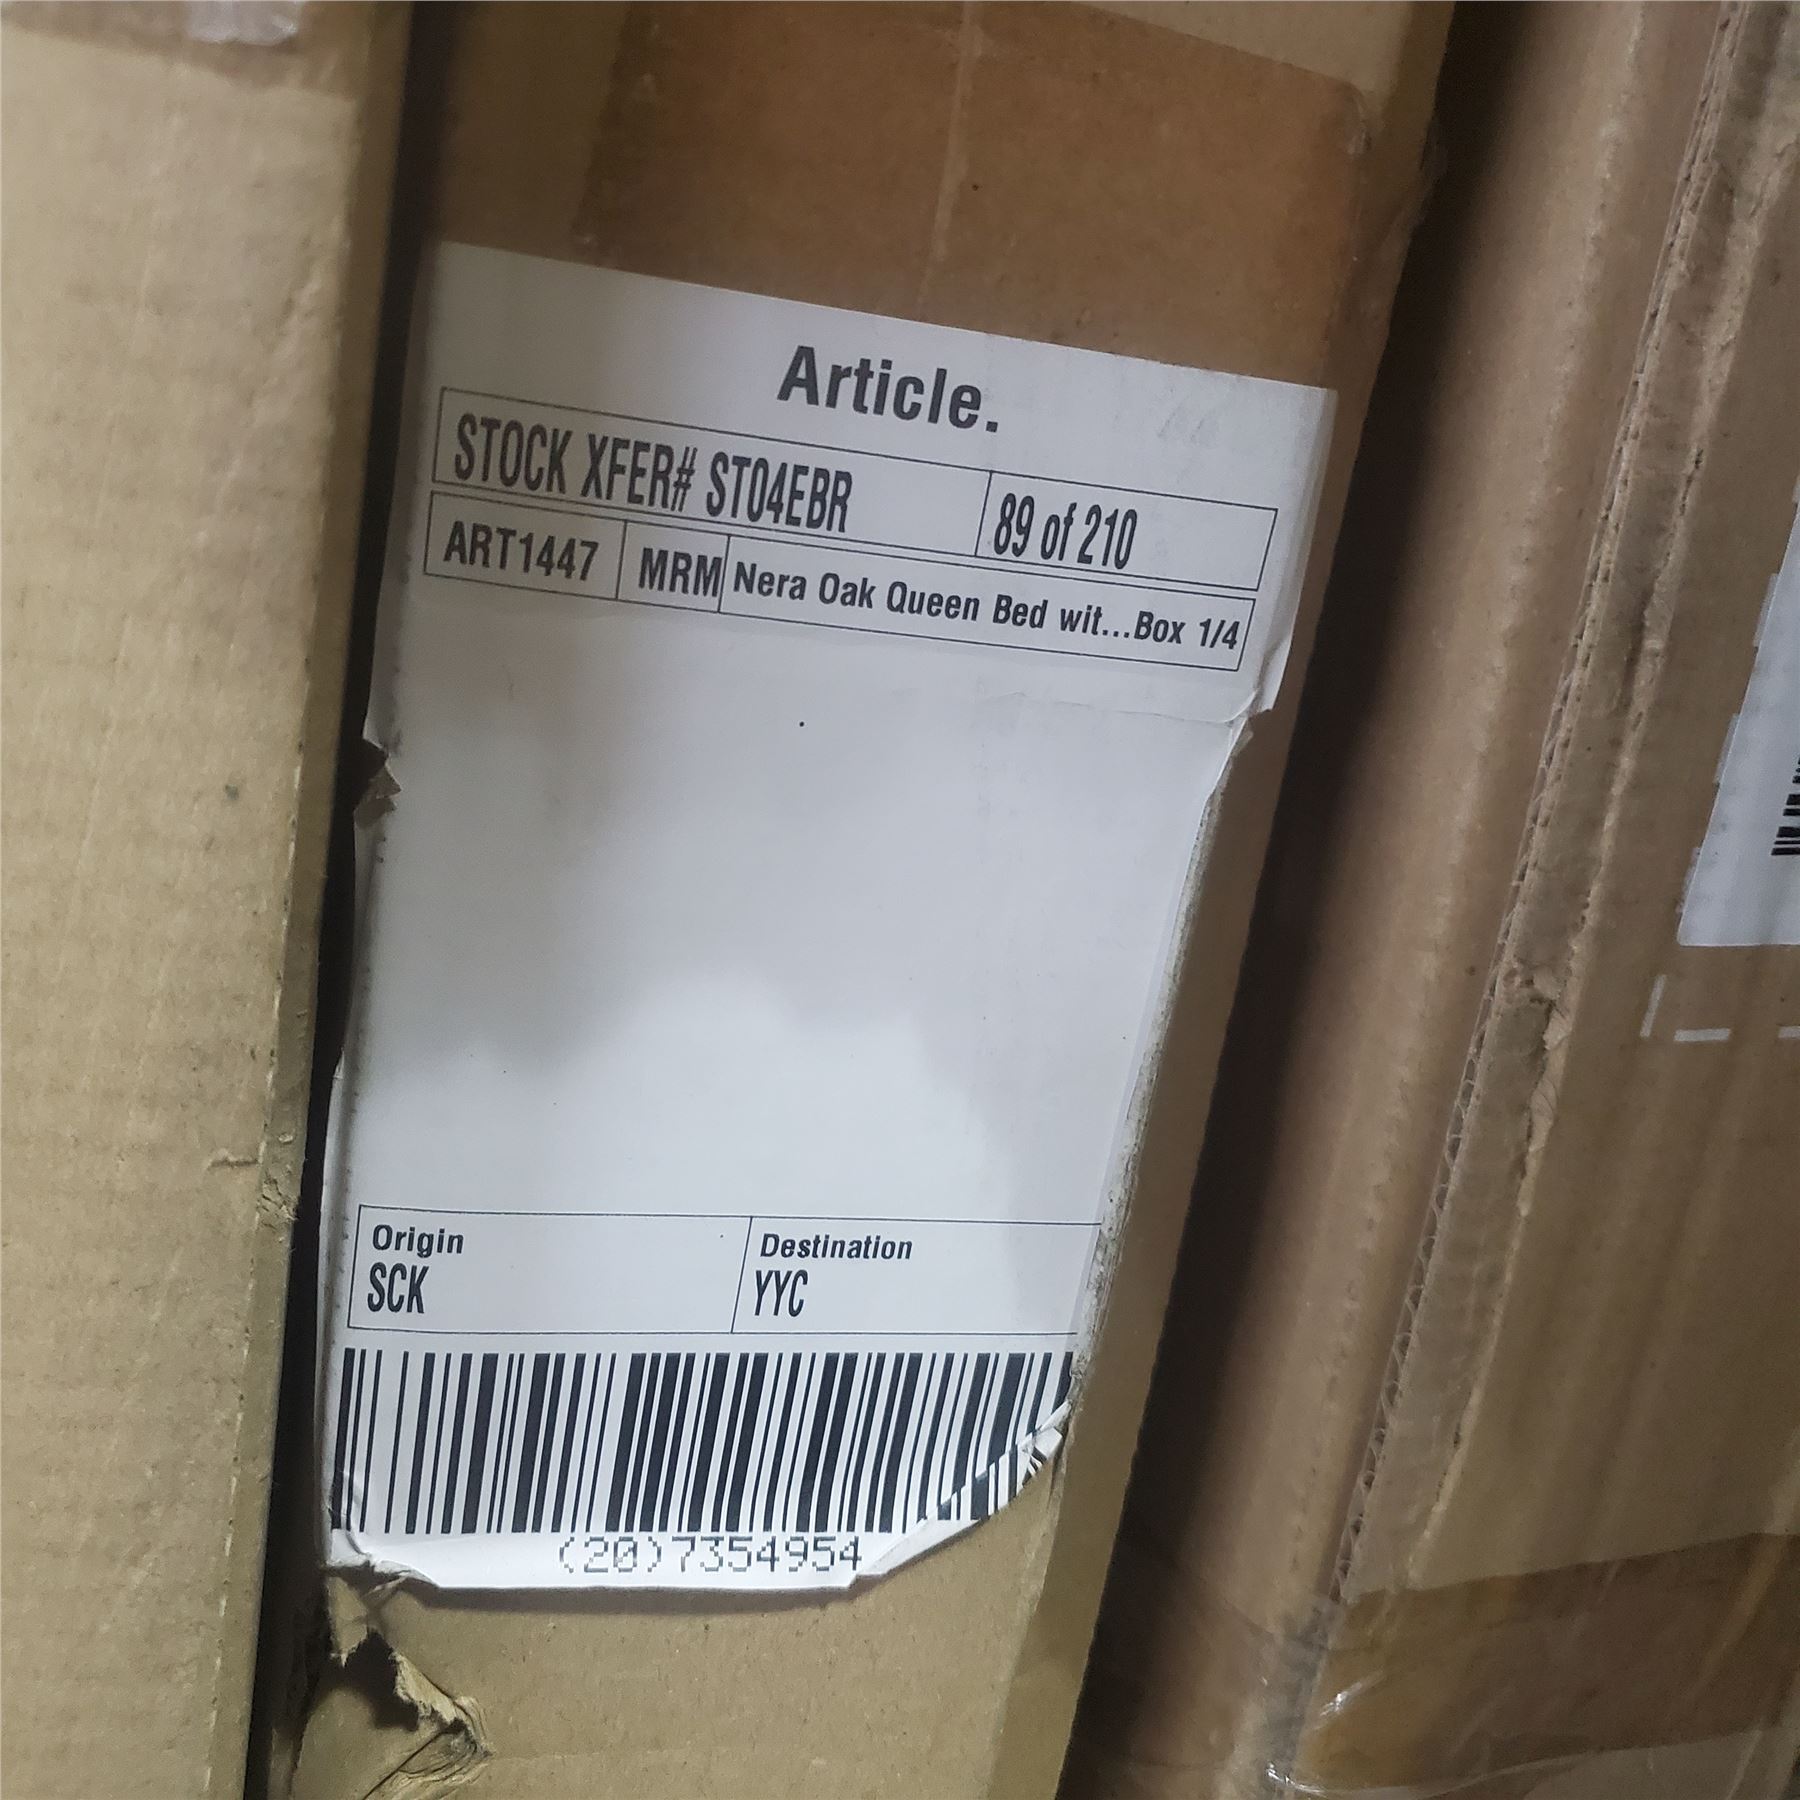 Article.
STOCK XFER# ST04EBR 89 of 210
ART1447 MRM Nera Oak Queen Bed wit...Box 1/4
Origin Destination
SCK YYC
(20)7354954